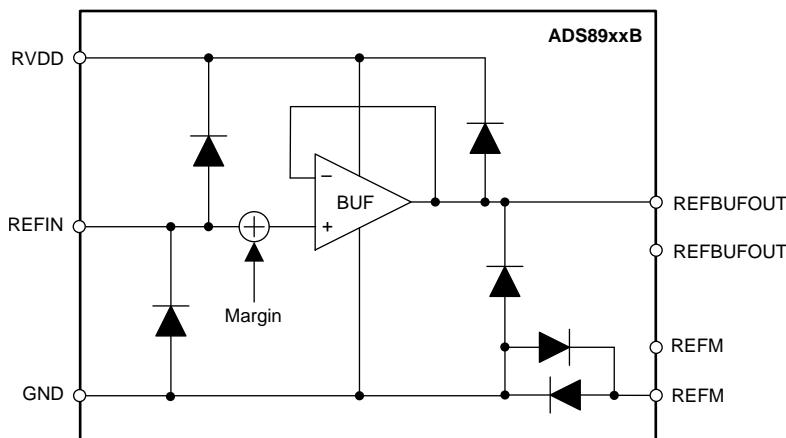 ADS89xxB
RVDD
−
BUF
+
REFIN
Margin
GND
REFBUFOUT
REFBUFOUT
REFM
REFM